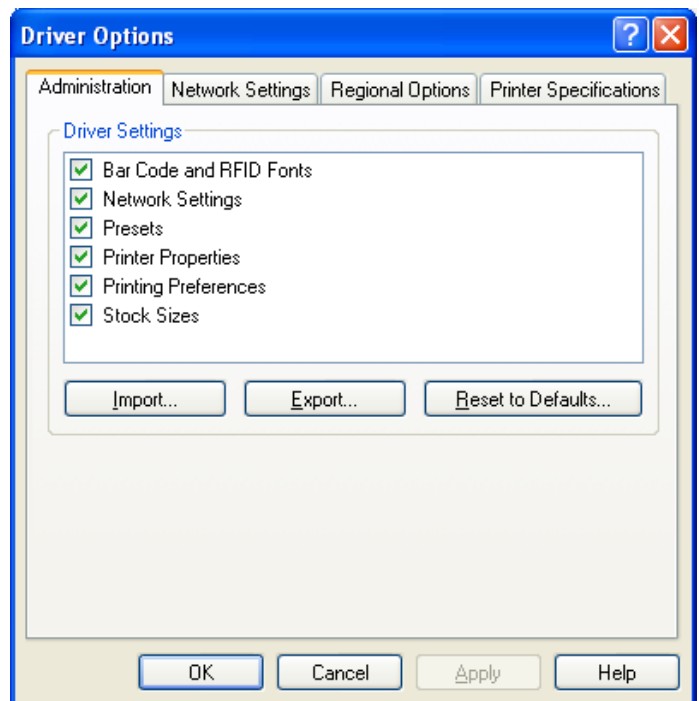 Driver Options
Administration Network Settings Regional Options Printer Specifications
Driver Settings
Bar Code and RFID Fonts
Network Settings
Presets
Printer Properties
Printing Preferences
Stock Sizes
Import... Export... Reset to Defaults...
OK Cancel Apply Help